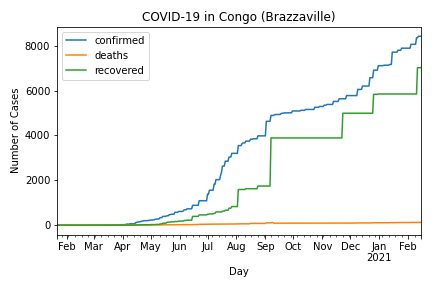 COVID-19 in Congo (Brazzaville)
confirmed
deaths
recovered
Number of Cases
8000
6000
4000
2000
0
Feb Mar Apr May Jun Jul Aug Sep Oct Nov Dec Jan Feb
2021
Day